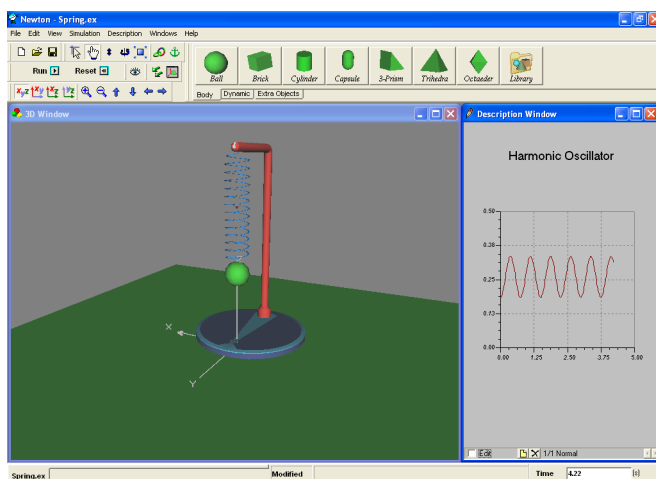 Newton - Spring.ex
File Edit View Simulation Description Windows Help
Run Reset
Ball Brick Cylinder Capsule 3-Prism Trihedra Octaeder Library
Body Dynamic Extra Objects
3D Window
Description Window
Harmonic Oscillator
0.50
0.38
0.25
0.13
0.00
0.00 1.25 2.50 3.75 5.00
X
Y
Edit 1/1 Normal
Spring.ex Modified Time 4.22 (s)